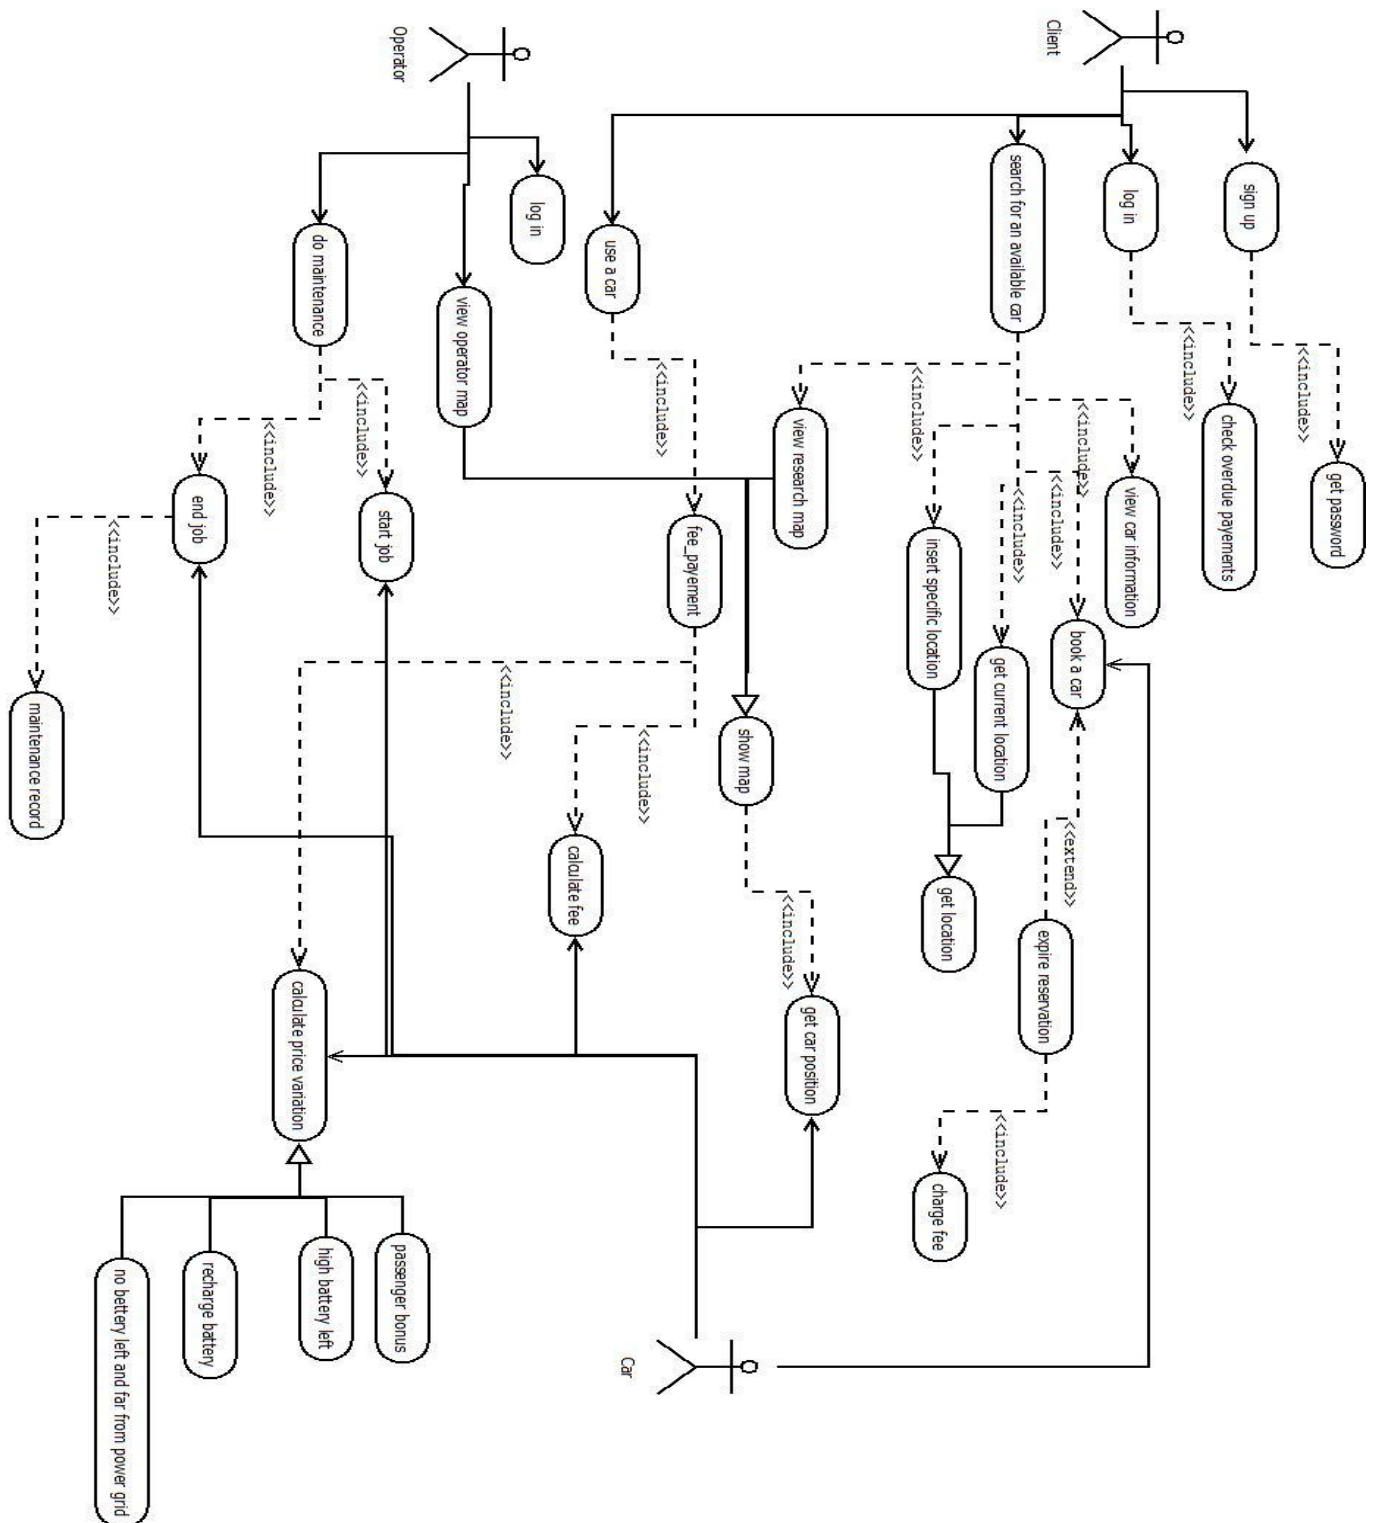 Client
sign up
<<include>>
get password
log in
<<include>>
check overdue payements
search for an available car
<<include>>
view car information
<<include>>
book a car
<<include>>
get current location
<<include>>
insert specific location
view research map
get location
<<extend>>
expire reservation
<<include>>
charge fee
use a car
<<include>>
fee_payement
<<include>>
calculate fee
<<include>>
calculate price variation
show map
<<include>>
get car position
Operator
log in
view operator map
do maintenance
<<include>>
start job
<<include>>
end job
<<include>>
maintenance record
passenger bonus
high battery left
recharge battery
no bettery left and far from power grid
Car